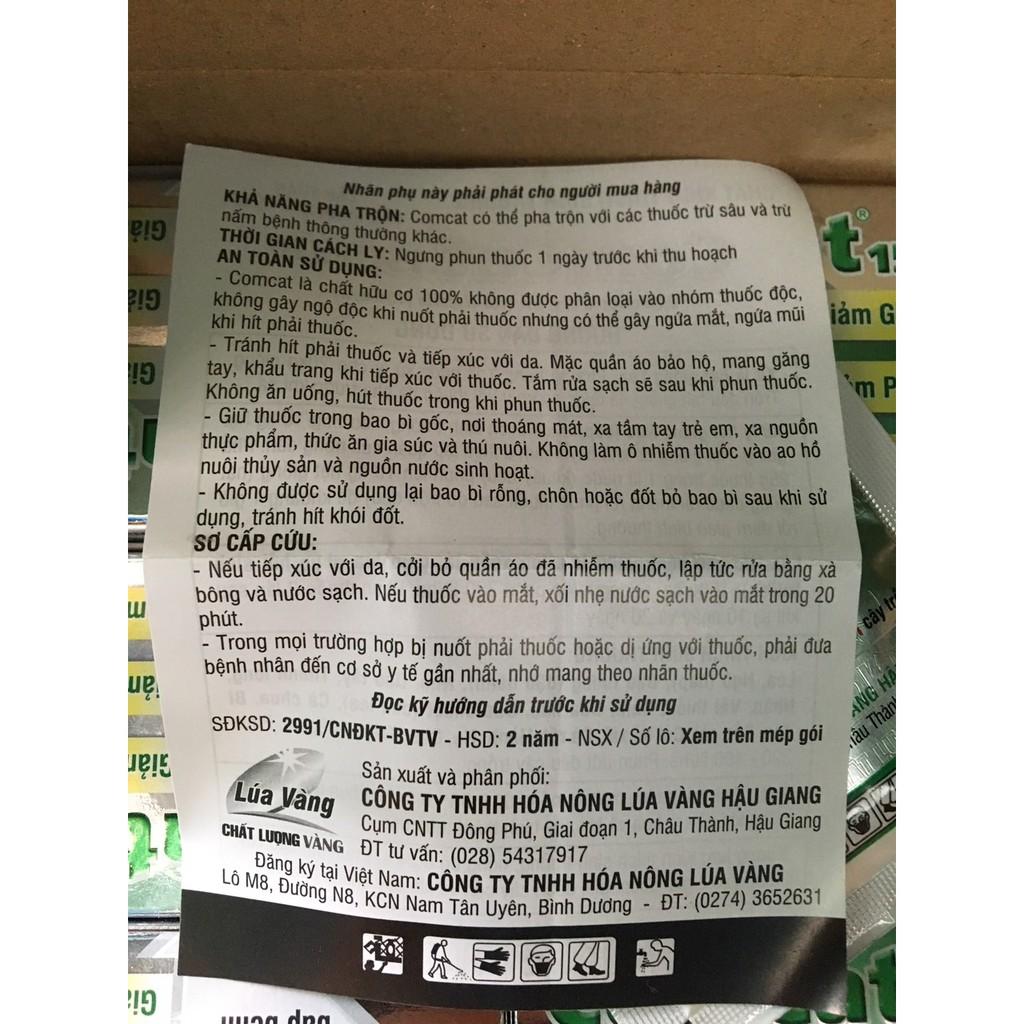 Nhãn phụ này phải phát cho người mua hàng
KHẢ NĂNG PHA TRỘN: Comcat có thể pha trộn với các thuốc trừ sâu và trừ
nấm bệnh thông thường khác.
THỜI GIAN CÁCH LY: Ngưng phun thuốc 1 ngày trước khi thu hoạch
AN TOÀN SỬ DỤNG:
- Comcat là chất hữu cơ 100% không được phân loại vào nhóm thuốc độc,
không gây ngộ độc khi nuốt phải thuốc nhưng có thể gây ngứa mắt, ngứa mũi
khi hít phải thuốc.
- Tránh hít phải thuốc và tiếp xúc với da. Mặc quần áo bảo hộ, mang găng
tay, khẩu trang khi tiếp xúc với thuốc. Tắm rửa sạch sẽ sau khi phun thuốc.
Không ăn uống, hút thuốc trong khi phun thuốc.
- Giữ thuốc trong bao bì gốc, nơi thoáng mát, xa tầm tay trẻ em, xa nguồn
thực phẩm, thức ăn gia súc và thú nuôi. Không làm ô nhiễm thuốc vào ao hồ
nuôi thủy sản và nguồn nước sinh hoạt.
- Không được sử dụng lại bao bì rỗng, chôn hoặc đốt bỏ bao bì sau khi sử
dụng, tránh hít khói đốt.
SƠ CẤP CỨU:
- Nếu tiếp xúc với da, cởi bỏ quần áo đã nhiễm thuốc, lập tức rửa bằng xà
bông và nước sạch. Nếu thuốc vào mắt, xối nhẹ nước sạch vào mắt trong 20
phút.
- Trong mọi trường hợp bị nuốt phải thuốc hoặc dị ứng với thuốc, phải đưa
bệnh nhân đến cơ sở y tế gần nhất, nhớ mang theo nhãn thuốc.
Đọc kỹ hướng dẫn trước khi sử dụng
SĐKSD: 2991/CNĐKT-BVTV - HSD: 2 năm - NSX / Số lô: Xem trên mép gói
Lúa Vàng
CHẤT LƯỢNG VÀNG
Sản xuất và phân phối:
CÔNG TY TNHH HÓA NÔNG LÚA VÀNG HẬU GIANG
Cụm CNTT Đông Phú, Giai đoạn 1, Châu Thành, Hậu Giang
ĐT tư vấn: (028) 54317917
Đăng ký tại Việt Nam: CÔNG TY TNHH HÓA NÔNG LÚA VÀNG
Lô M8, Đường N8, KCN Nam Tân Uyên, Bình Dương - ĐT: (0274) 3652631